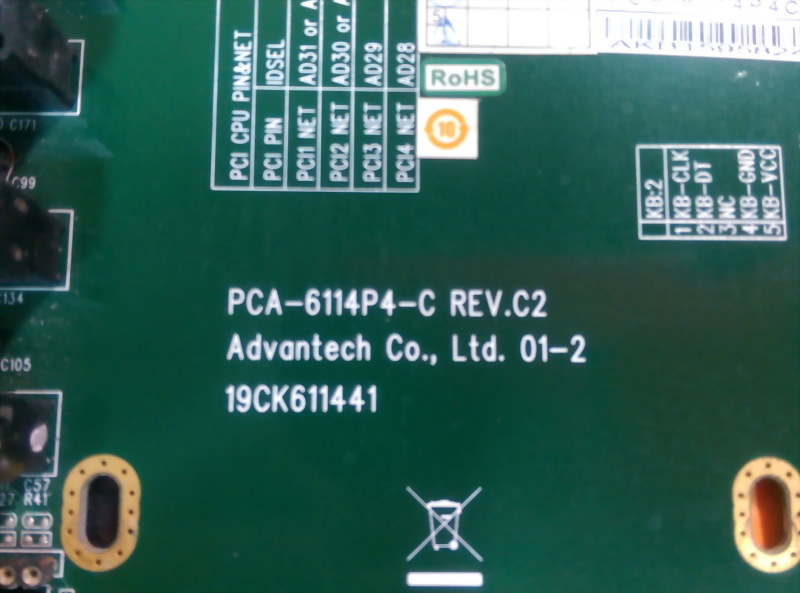 PCI CPU PIN&NET
PCI PIN IDSEL
PCI1 NET AD31 or
PCI2 NET AD30 or
PCI3 NET AD29
PCI4 NET AD28
RoHS
10
C171
C99
C134
C105
C57
R41
KB:2
1 KB-CLK
2 KB-DT
3 NC
4 KB-GND
5 KB-VCC
PCA-6114P4-C REV.C2
Advantech Co., Ltd. 01-2
19CK611441